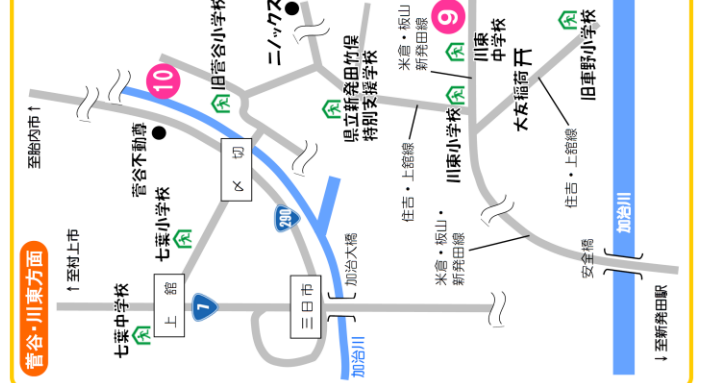 菅谷・川東方面
↑至村上市
至胎内市↑
七葉中学校
七葉小学校
菅谷不動尊
上館
〆切
三日市
7
290
加治大橋
加治川
10
旧菅谷小学校
ニノックス
県立新発田竹俣
特別支援学校
住吉・上館線
米倉・板山・
新発田線
米倉・板山
新発田線
9
川東小学校
川東
中学校
大友稲荷
旧車野小学校
住吉・上館線
安全橋
加治川
↓至新発田駅